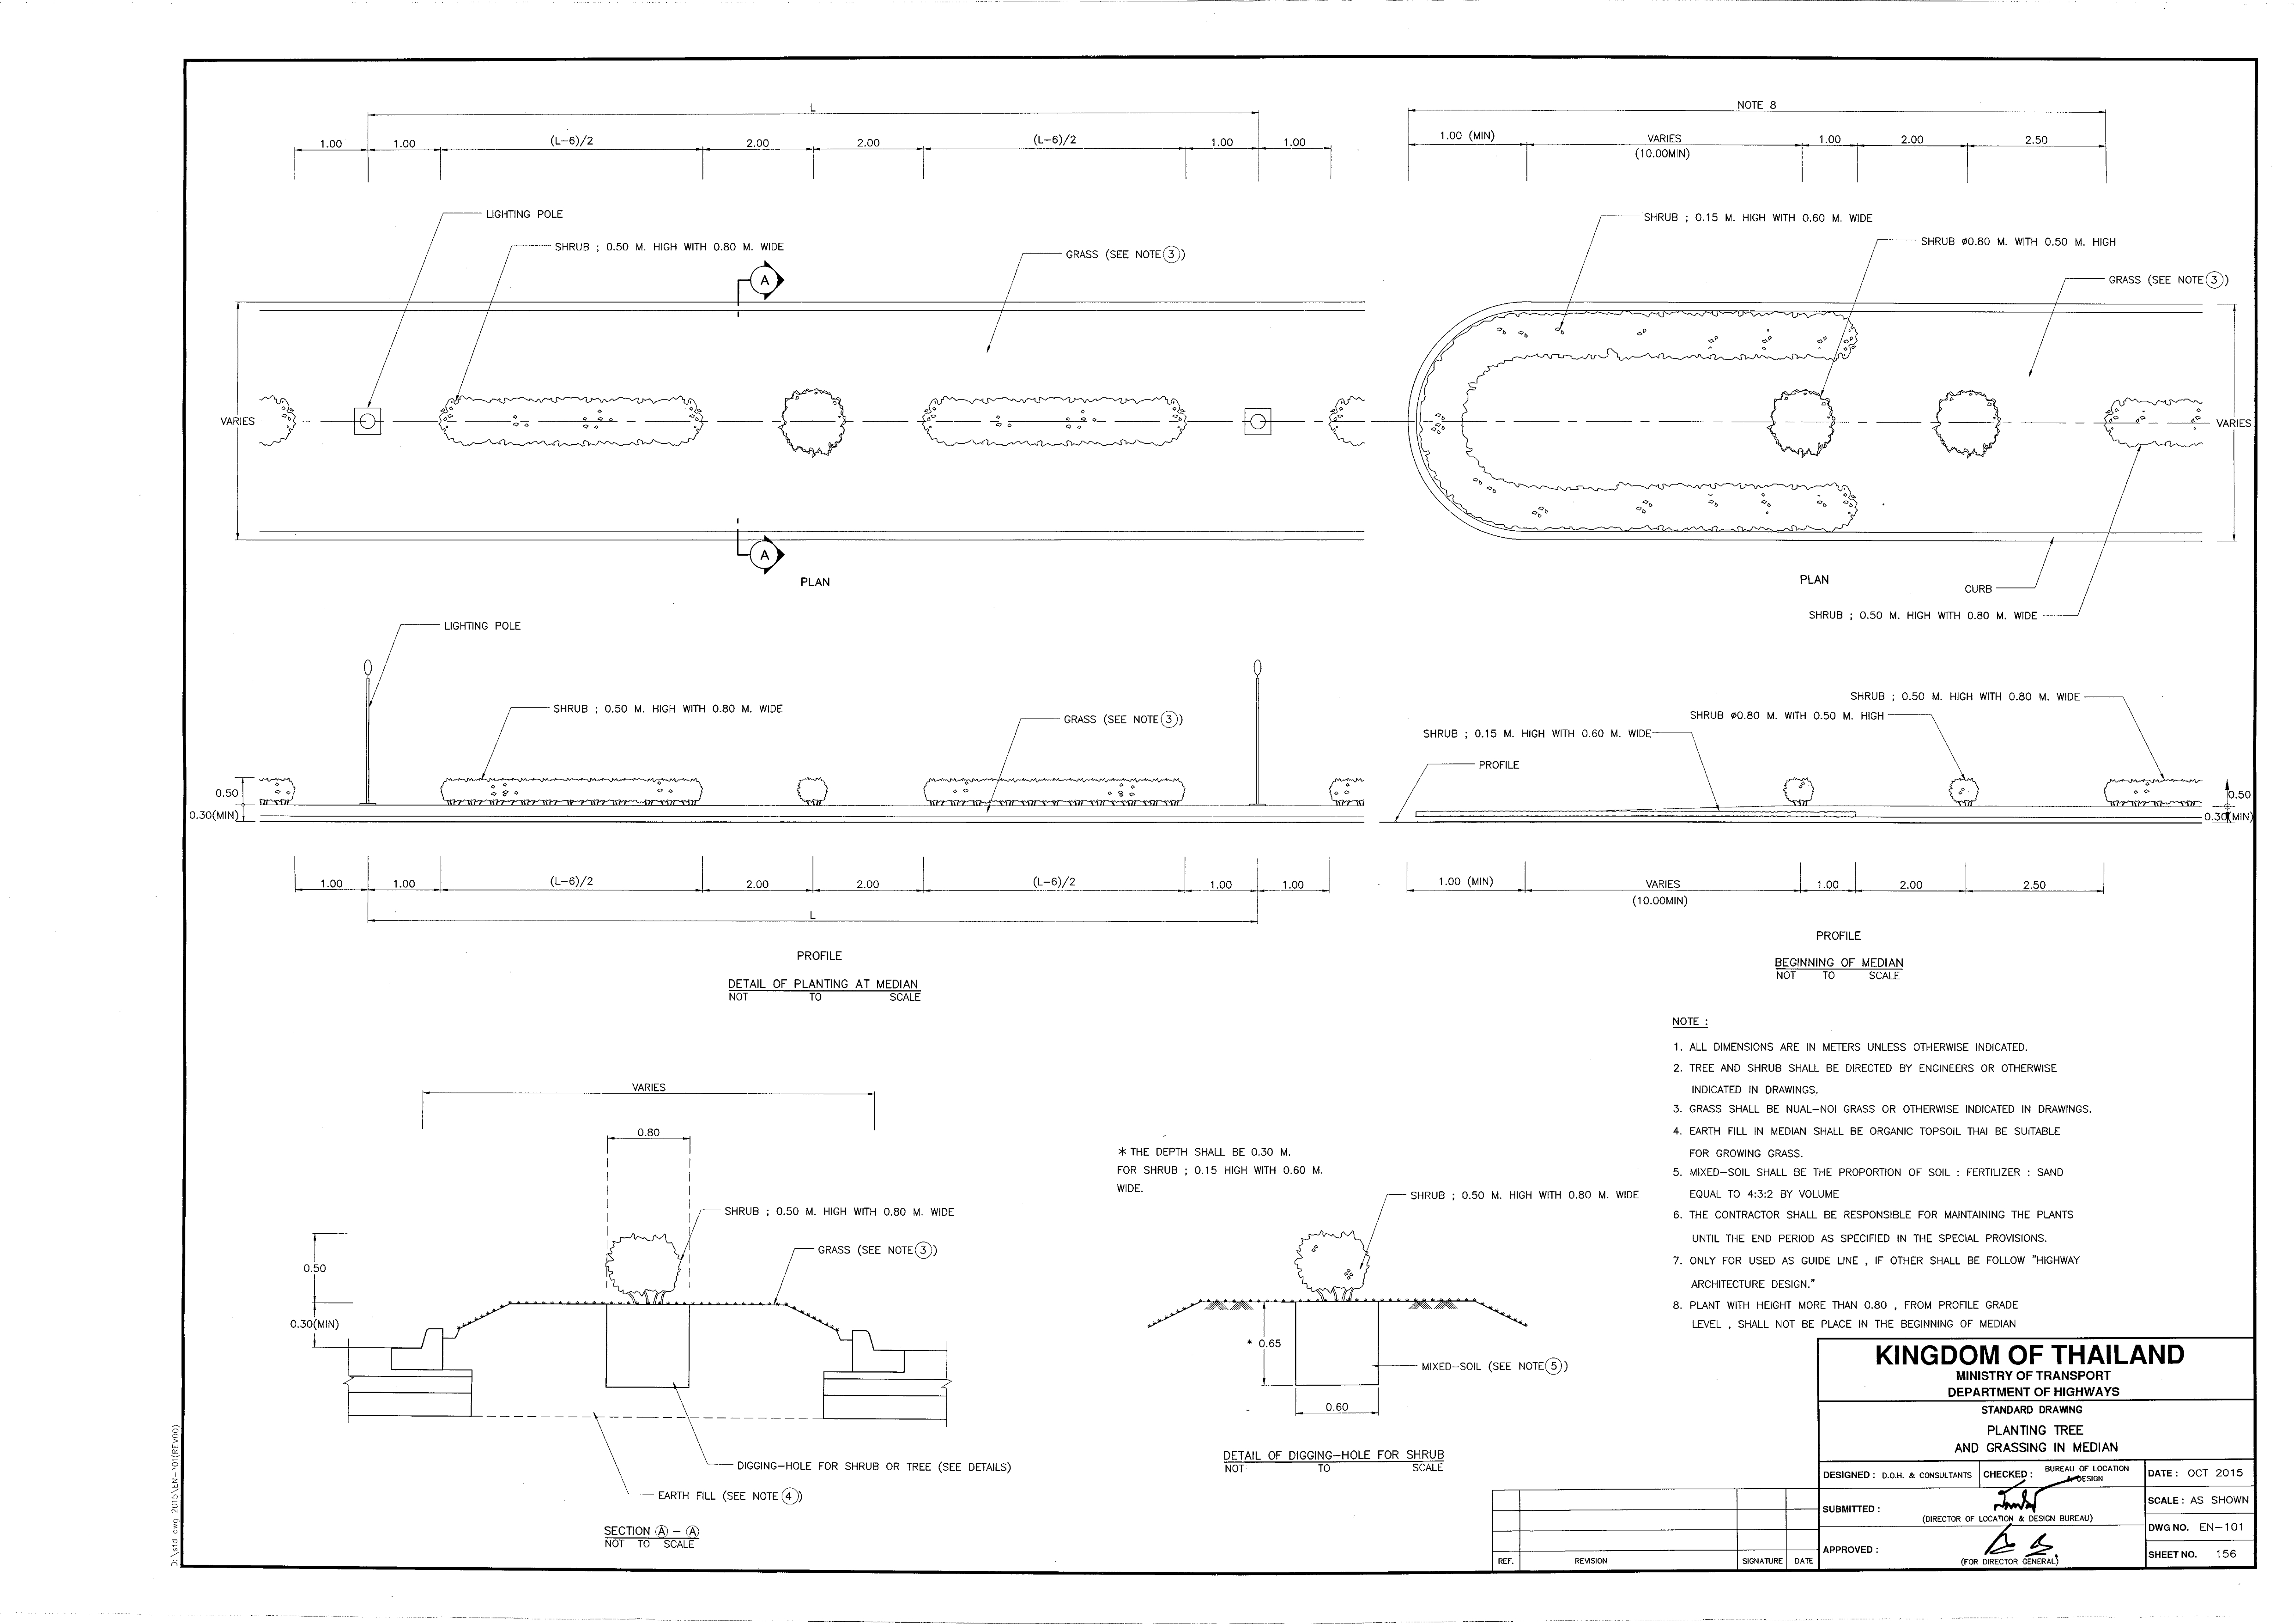 L
1.00 1.00 (L-6)/2 2.00 2.00 (L-6)/2 1.00 1.00
NOTE 8
1.00 (MIN) VARIES 1.00 2.00 2.50
(10.00MIN)
LIGHTING POLE
SHRUB ; 0.50 M. HIGH WITH 0.80 M. WIDE
GRASS (SEE NOTE 3)
A
VARIES
A
PLAN
SHRUB ; 0.15 M. HIGH WITH 0.60 M. WIDE
SHRUB ø0.80 M. WITH 0.50 M. HIGH
GRASS (SEE NOTE 3)
VARIES
PLAN
CURB
SHRUB ; 0.50 M. HIGH WITH 0.80 M. WIDE
LIGHTING POLE
SHRUB ; 0.50 M. HIGH WITH 0.80 M. WIDE
GRASS (SEE NOTE 3)
0.50
0.30(MIN)
1.00 1.00 (L-6)/2 2.00 2.00 (L-6)/2 1.00 1.00
L
PROFILE
DETAIL OF PLANTING AT MEDIAN
NOT TO SCALE
SHRUB ; 0.50 M. HIGH WITH 0.80 M. WIDE
SHRUB ø0.80 M. WITH 0.50 M. HIGH
SHRUB ; 0.15 M. HIGH WITH 0.60 M. WIDE
PROFILE
0.50
0.30(MIN)
1.00 (MIN) VARIES 1.00 2.00 2.50
(10.00MIN)
PROFILE
BEGINNING OF MEDIAN
NOT TO SCALE
VARIES
0.80
SHRUB ; 0.50 M. HIGH WITH 0.80 M. WIDE
GRASS (SEE NOTE 3)
0.50
0.30(MIN)
DIGGING-HOLE FOR SHRUB OR TREE (SEE DETAILS)
EARTH FILL (SEE NOTE 4)
SECTION A - A
NOT TO SCALE
* THE DEPTH SHALL BE 0.30 M.
FOR SHRUB ; 0.15 HIGH WITH 0.60 M.
WIDE.
SHRUB ; 0.50 M. HIGH WITH 0.80 M. WIDE
* 0.65
MIXED-SOIL (SEE NOTE 5)
0.60
DETAIL OF DIGGING-HOLE FOR SHRUB
NOT TO SCALE
NOTE :
1. ALL DIMENSIONS ARE IN METERS UNLESS OTHERWISE INDICATED.
2. TREE AND SHRUB SHALL BE DIRECTED BY ENGINEERS OR OTHERWISE
INDICATED IN DRAWINGS.
3. GRASS SHALL BE NUAL-NOI GRASS OR OTHERWISE INDICATED IN DRAWINGS.
4. EARTH FILL IN MEDIAN SHALL BE ORGANIC TOPSOIL THAI BE SUITABLE
FOR GROWING GRASS.
5. MIXED-SOIL SHALL BE THE PROPORTION OF SOIL : FERTILIZER : SAND
EQUAL TO 4:3:2 BY VOLUME
6. THE CONTRACTOR SHALL BE RESPONSIBLE FOR MAINTAINING THE PLANTS
UNTIL THE END PERIOD AS SPECIFIED IN THE SPECIAL PROVISIONS.
7. ONLY FOR USED AS GUIDE LINE , IF OTHER SHALL BE FOLLOW "HIGHWAY
ARCHITECTURE DESIGN."
8. PLANT WITH HEIGHT MORE THAN 0.80 , FROM PROFILE GRADE
LEVEL , SHALL NOT BE PLACE IN THE BEGINNING OF MEDIAN
KINGDOM OF THAILAND
MINISTRY OF TRANSPORT
DEPARTMENT OF HIGHWAYS
STANDARD DRAWING
PLANTING TREE
AND GRASSING IN MEDIAN
DESIGNED : D.O.H. & CONSULTANTS CHECKED : BUREAU OF LOCATION & DESIGN DATE : OCT 2015
SUBMITTED :
(DIRECTOR OF LOCATION & DESIGN BUREAU)
SCALE : AS SHOWN
DWG NO. EN-101
APPROVED :
(FOR DIRECTOR GENERAL)
SHEET NO. 156
REF. REVISION SIGNATURE DATE
D:\std dwg 2015\EN-101(REV00)